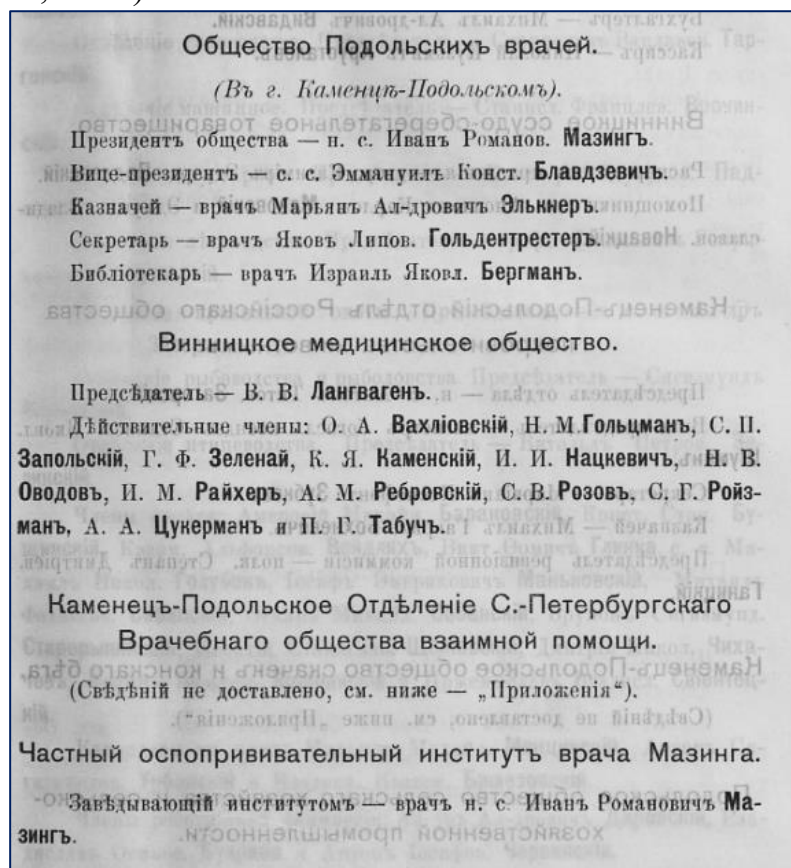 Общество Подольскихъ врачей.
(Въ г. Каменцѣ-Подольскомъ).
Президентъ общества — н. с. Иванъ Романов. Мазингъ.
Вице-президентъ — с. с. Эммануилъ Конст. Блавдзевичъ.
Казначей — врачъ Марьянъ Ал-дровичъ Элькнеръ.
Секретарь — врачъ Яковъ Липов. Гольдентрестеръ.
Библіотекарь — врачъ Израиль Яковл. Бергманъ.
Винницкое медицинское общество.
Предсѣдатель — В. В. Лангвагенъ.
Дѣйствительные члены: О. А. Вахліовскій, Н. М. Гольцманъ, С. П.
Запольскій, Г. Ф. Зеленай, К. Я. Каменскій, И. И. Нацкевичъ, Н. В.
Оводовъ, И. М. Райхеръ, А. М. Ребровскій, С. В. Розовъ, С. Г. Ройз-
манъ, А. А. Цукерманъ и П. Г. Табучъ.
Каменецъ-Подольское Отдѣленіе С.-Петербургскаго
Врачебнаго общества взаимной помощи.
(Свѣдѣній не доставлено, см. ниже — „Приложенія“).
Частный оспопрививательный институтъ врача Мазинга.
Завѣдывающій институтомъ — врачъ н. с. Иванъ Романовичъ Ма-
зингъ.